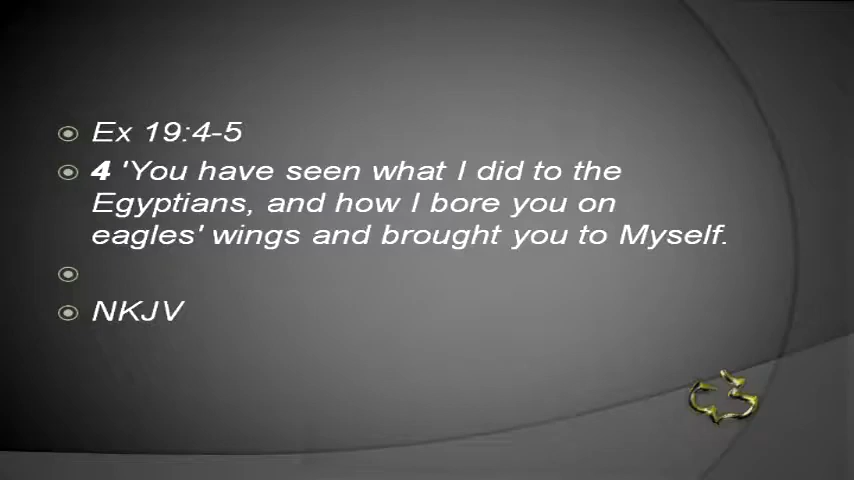 Ex 19:4-5
4 'You have seen what I did to the
Egyptians, and how I bore you on
eagles' wings and brought you to Myself.
NKJV